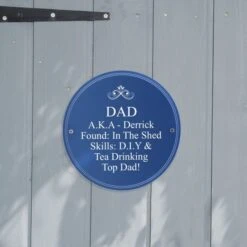 DAD
A.K.A - Derrick
Found: In The Shed
Skills: D.I.Y &
Tea Drinking
Top Dad!